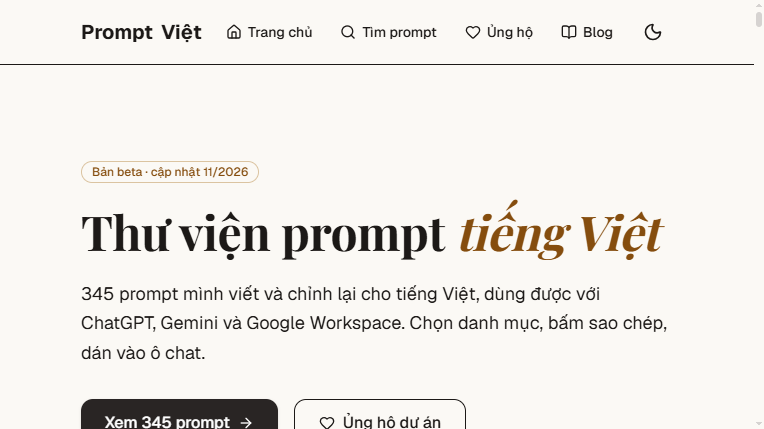 Prompt Việt
Trang chủ
Tìm prompt
Ủng hộ
Blog
Bản beta · cập nhật 11/2026
Thư viện prompt tiếng Việt
345 prompt mình viết và chỉnh lại cho tiếng Việt, dùng được với
ChatGPT, Gemini và Google Workspace. Chọn danh mục, bấm sao chép,
dán vào ô chat.
Xem 345 prompt →
Ủng hộ dự án